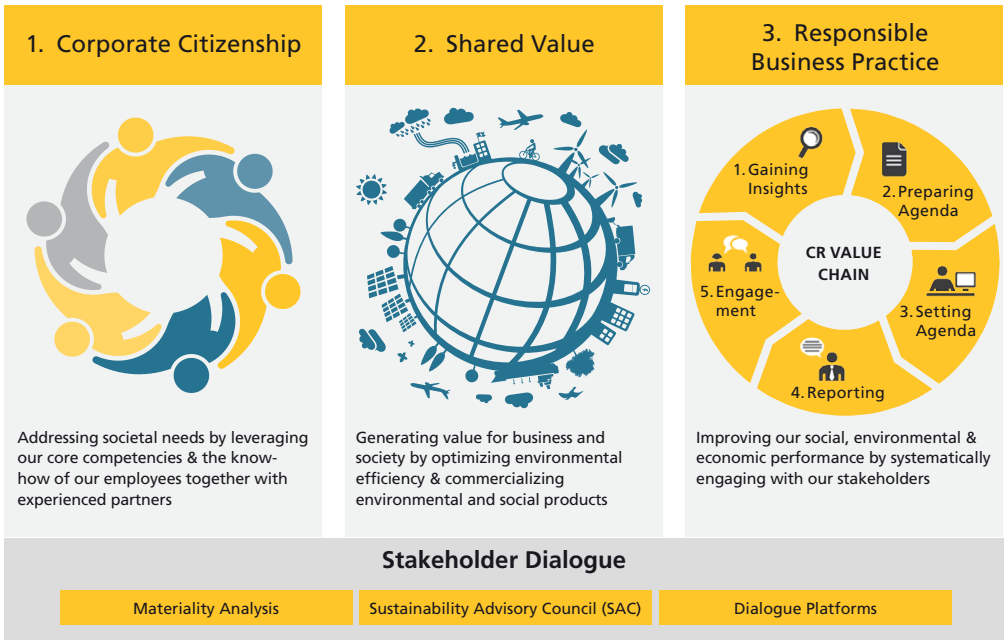 1. Corporate Citizenship
Addressing societal needs by leveraging
our core competencies & the know-
how of our employees together with
experienced partners
2. Shared Value
Generating value for business and
society by optimizing environmental
efficiency & commercializing
environmental and social products
3. Responsible
Business Practice
1. Gaining
Insights
2. Preparing
Agenda
3. Setting
Agenda
4. Reporting
5. Engage-
ment
CR VALUE
CHAIN
Improving our social, environmental &
economic performance by systematically
engaging with our stakeholders
Stakeholder Dialogue
Materiality Analysis
Sustainability Advisory Council (SAC)
Dialogue Platforms